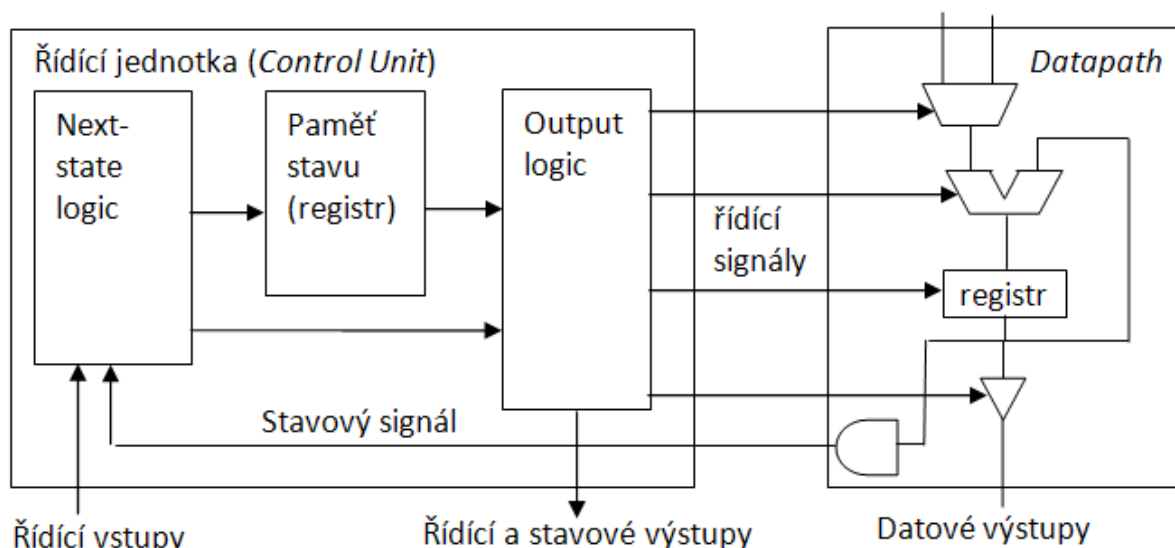 Řídící jednotka (Control Unit)
Datapath
Next-
state
logic
Paměť
stavu
(registr)
Output
logic
řídící
signály
registr
Stavový signál
Řídící vstupy
Řídící a stavové výstupy
Datové výstupy